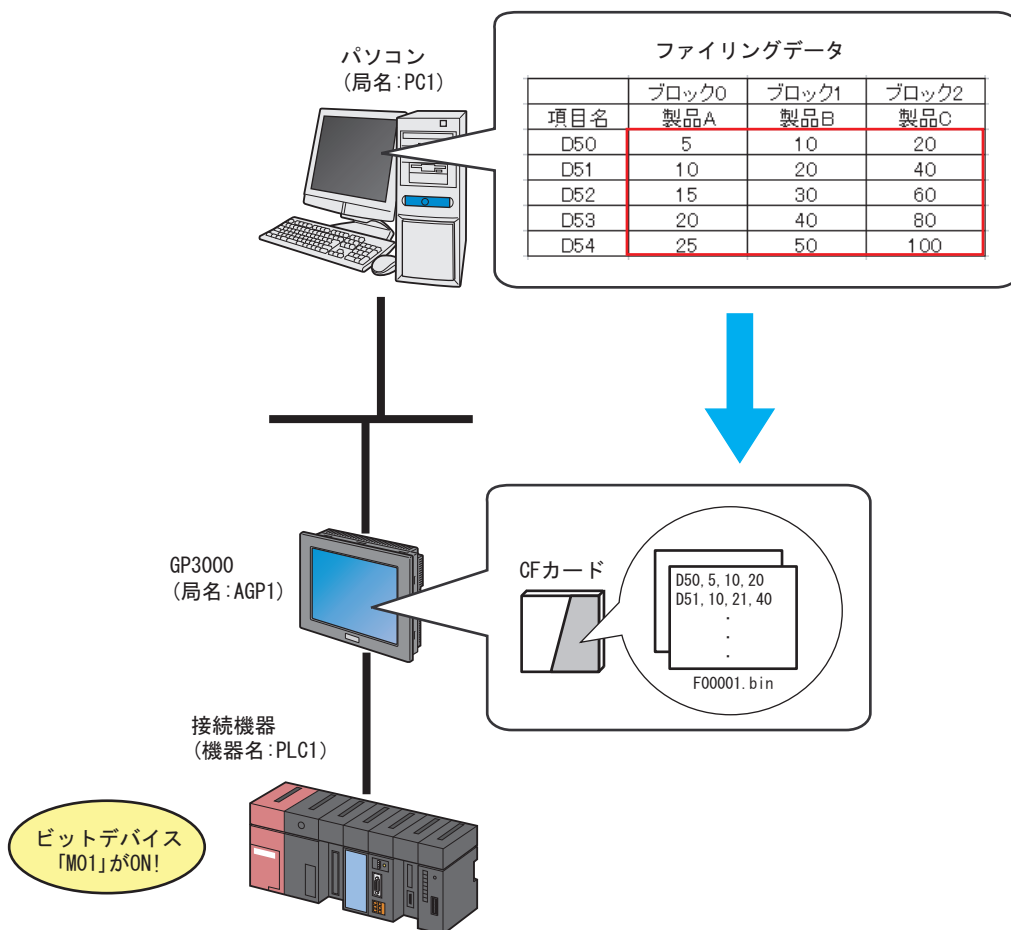 パソコン
(局名:PC1)
ファイリングデータ
ブロック0 ブロック1 ブロック2
項目名 製品A 製品B 製品C
D50 5 10 20
D51 10 20 40
D52 15 30 60
D53 20 40 80
D54 25 50 100
GP3000
(局名:AGP1)
CFカード
D50,5,10,20
D51,10,21,40
.
.
.
F00001.bin
接続機器
(機器名:PLC1)
ビットデバイス
「M01」がON!